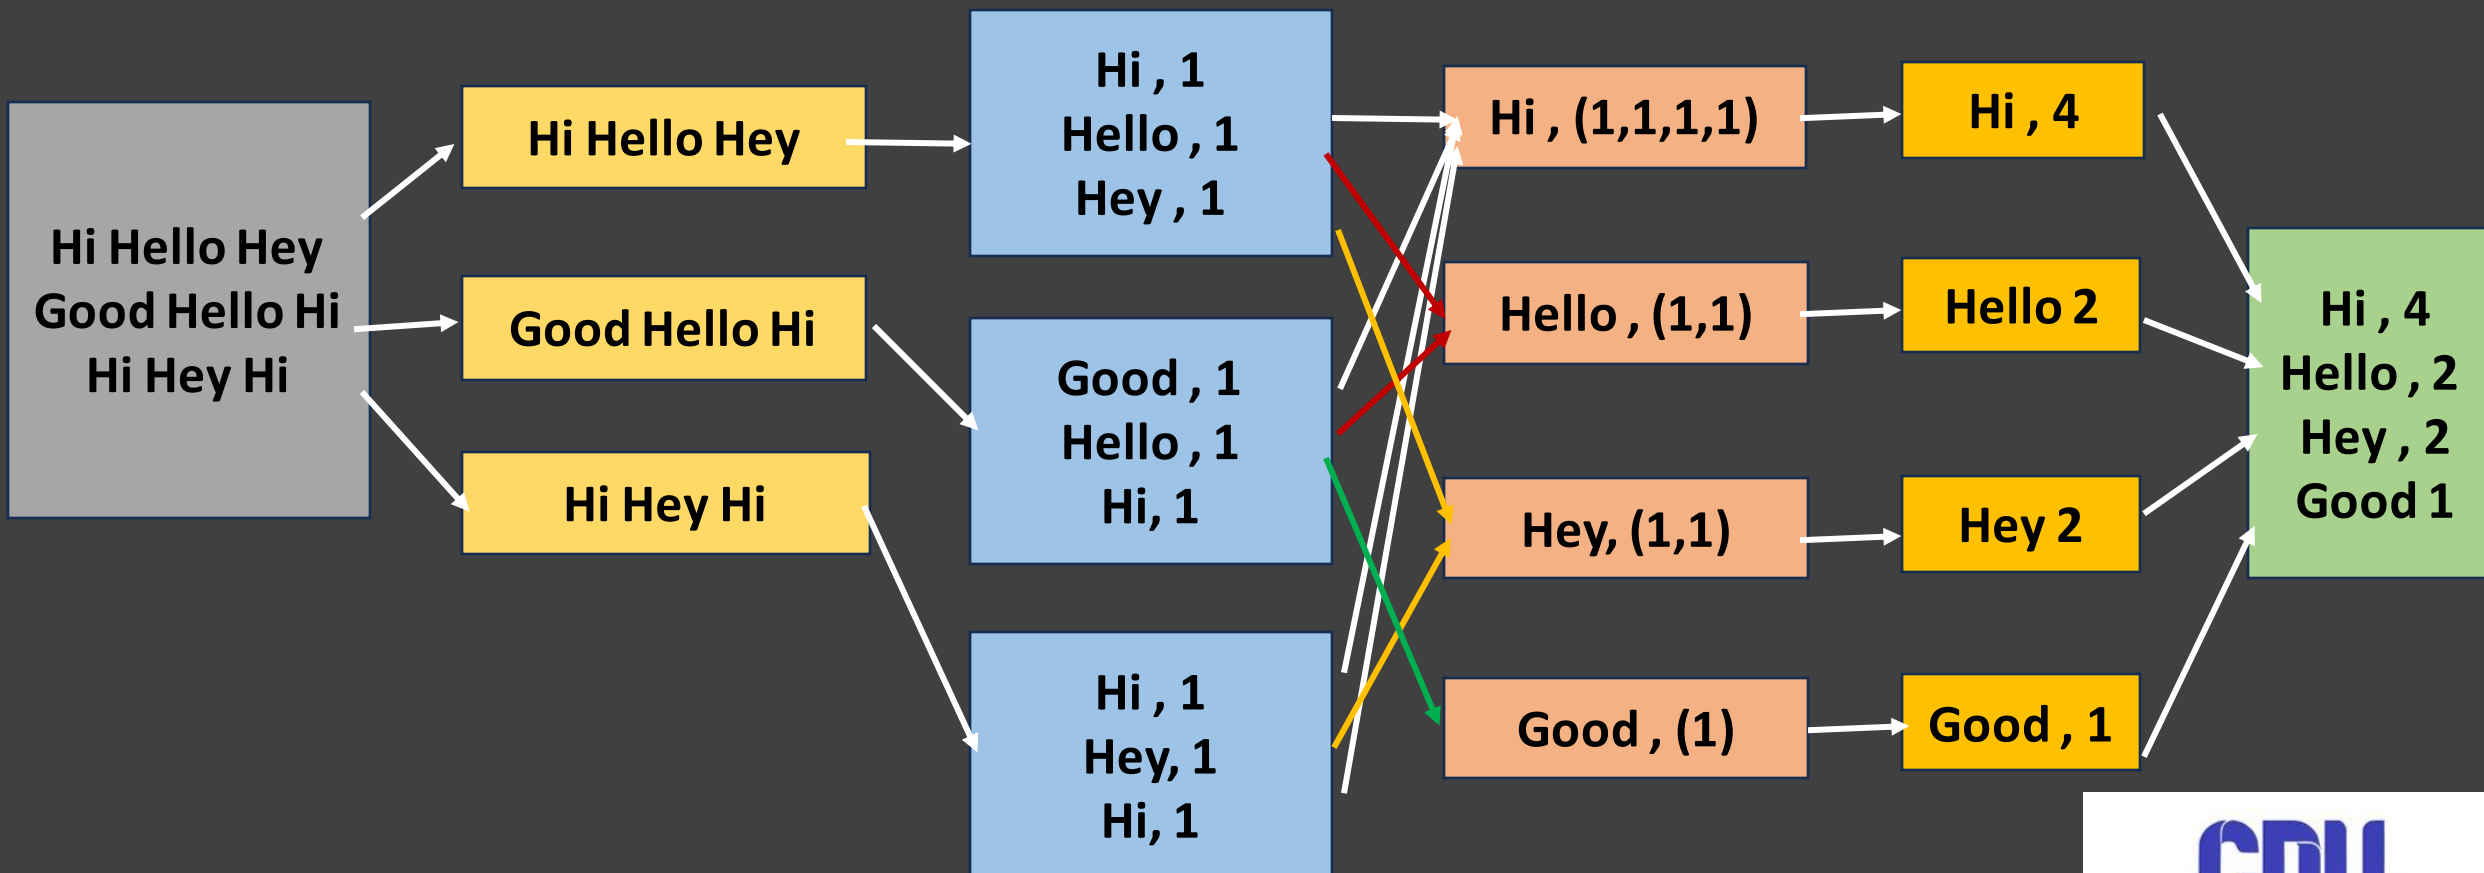 Hi Hello Hey
Good Hello Hi
Hi Hey Hi
Hi Hello Hey
Good Hello Hi
Hi Hey Hi
Hi , 1
Hello , 1
Hey , 1
Good , 1
Hello , 1
Hi, 1
Hi , 1
Hey, 1
Hi, 1
Hi , (1,1,1,1)
Hello , (1,1)
Hey, (1,1)
Good , (1)
Hi , 4
Hello 2
Hey 2
Good , 1
Hi , 4
Hello , 2
Hey , 2
Good 1